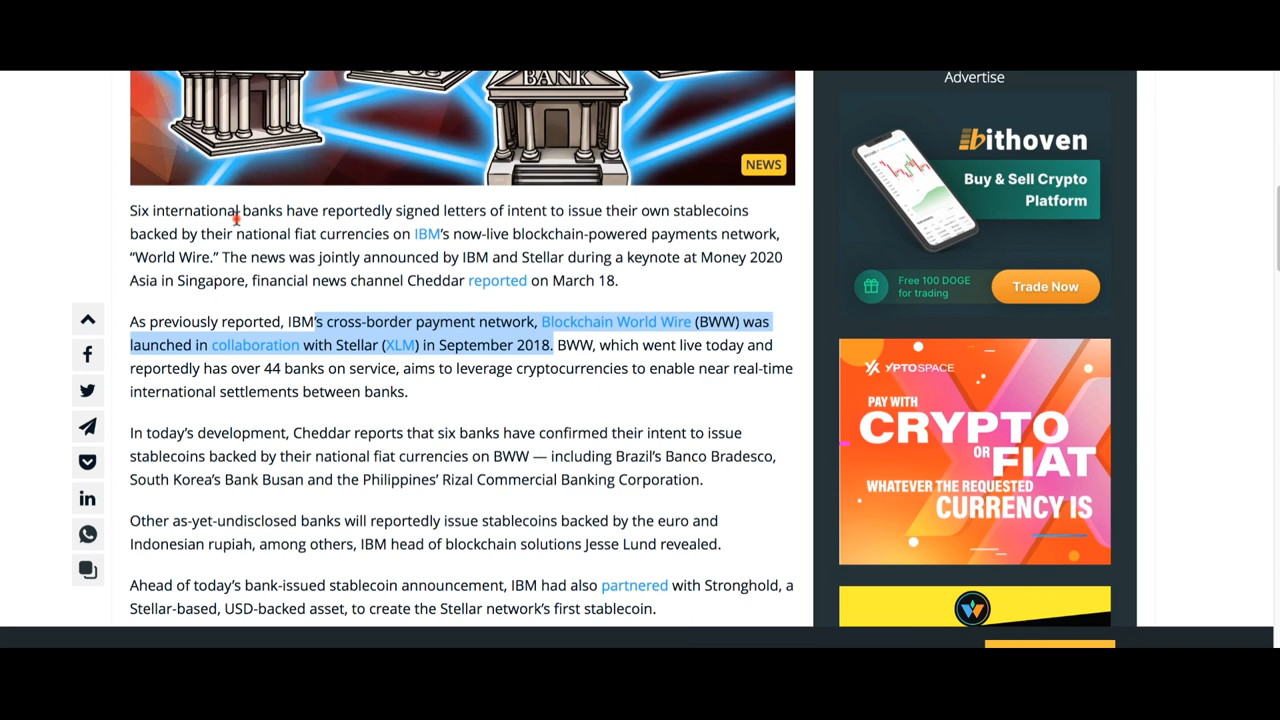 BANK
NEWS
Six international banks have reportedly signed letters of intent to issue their own stablecoins
backed by their national fiat currencies on IBM’s now-live blockchain-powered payments network,
“World Wire.” The news was jointly announced by IBM and Stellar during a keynote at Money 2020
Asia in Singapore, financial news channel Cheddar reported on March 18.
As previously reported, IBM’s cross-border payment network, Blockchain World Wire (BWW) was
launched in collaboration with Stellar (XLM) in September 2018. BWW, which went live today and
reportedly has over 44 banks on service, aims to leverage cryptocurrencies to enable near real-time
international settlements between banks.
In today’s development, Cheddar reports that six banks have confirmed their intent to issue
stablecoins backed by their national fiat currencies on BWW — including Brazil’s Banco Bradesco,
South Korea’s Bank Busan and the Philippines’ Rizal Commercial Banking Corporation.
Other as-yet-undisclosed banks will reportedly issue stablecoins backed by the euro and
Indonesian rupiah, among others, IBM head of blockchain solutions Jesse Lund revealed.
Ahead of today’s bank-issued stablecoin announcement, IBM had also partnered with Stronghold, a
Stellar-based, USD-backed asset, to create the Stellar network’s first stablecoin.
Advertise
bithoven
Buy & Sell Crypto
Platform
Free 100 DOGE
for trading
Trade Now
YPTOSPACE
PAY WITH
CRYPTO
OR
FIAT
WHATEVER THE REQUESTED
CURRENCY IS